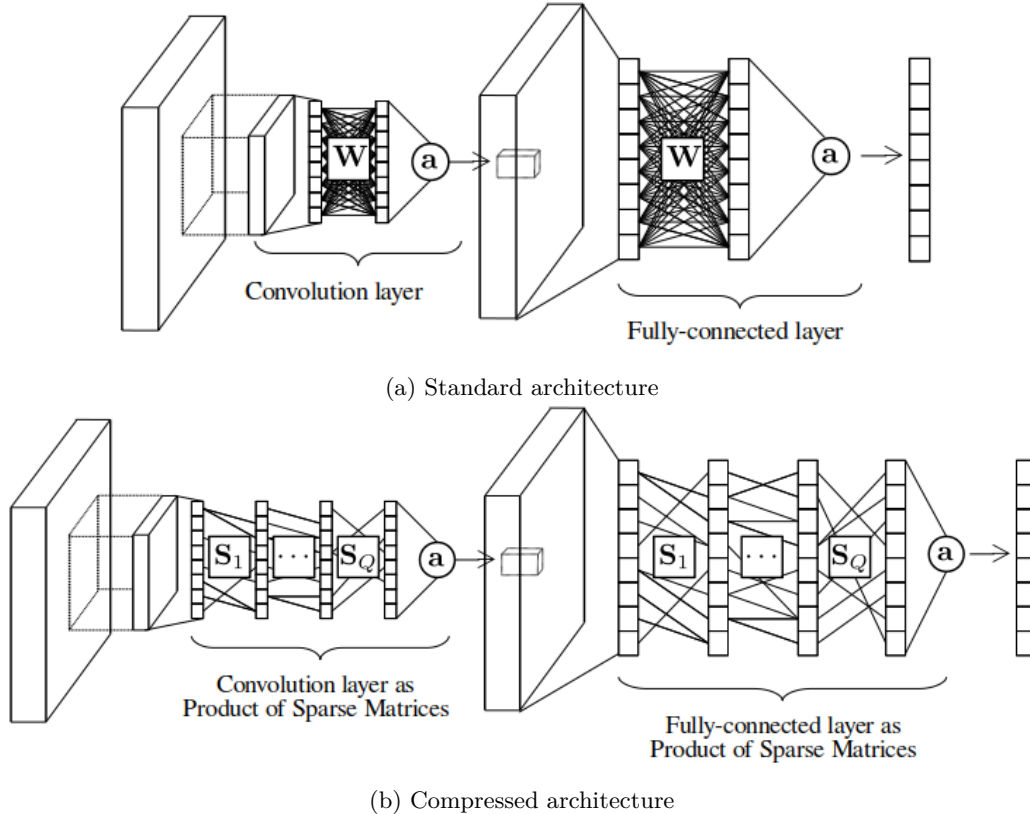 W
a
W
a
Convolution layer
Fully-connected layer
(a) Standard architecture
S1
· · ·
SQ
a
S1
· · ·
SQ
a
Convolution layer as
Product of Sparse Matrices
Fully-connected layer as
Product of Sparse Matrices
(b) Compressed architecture